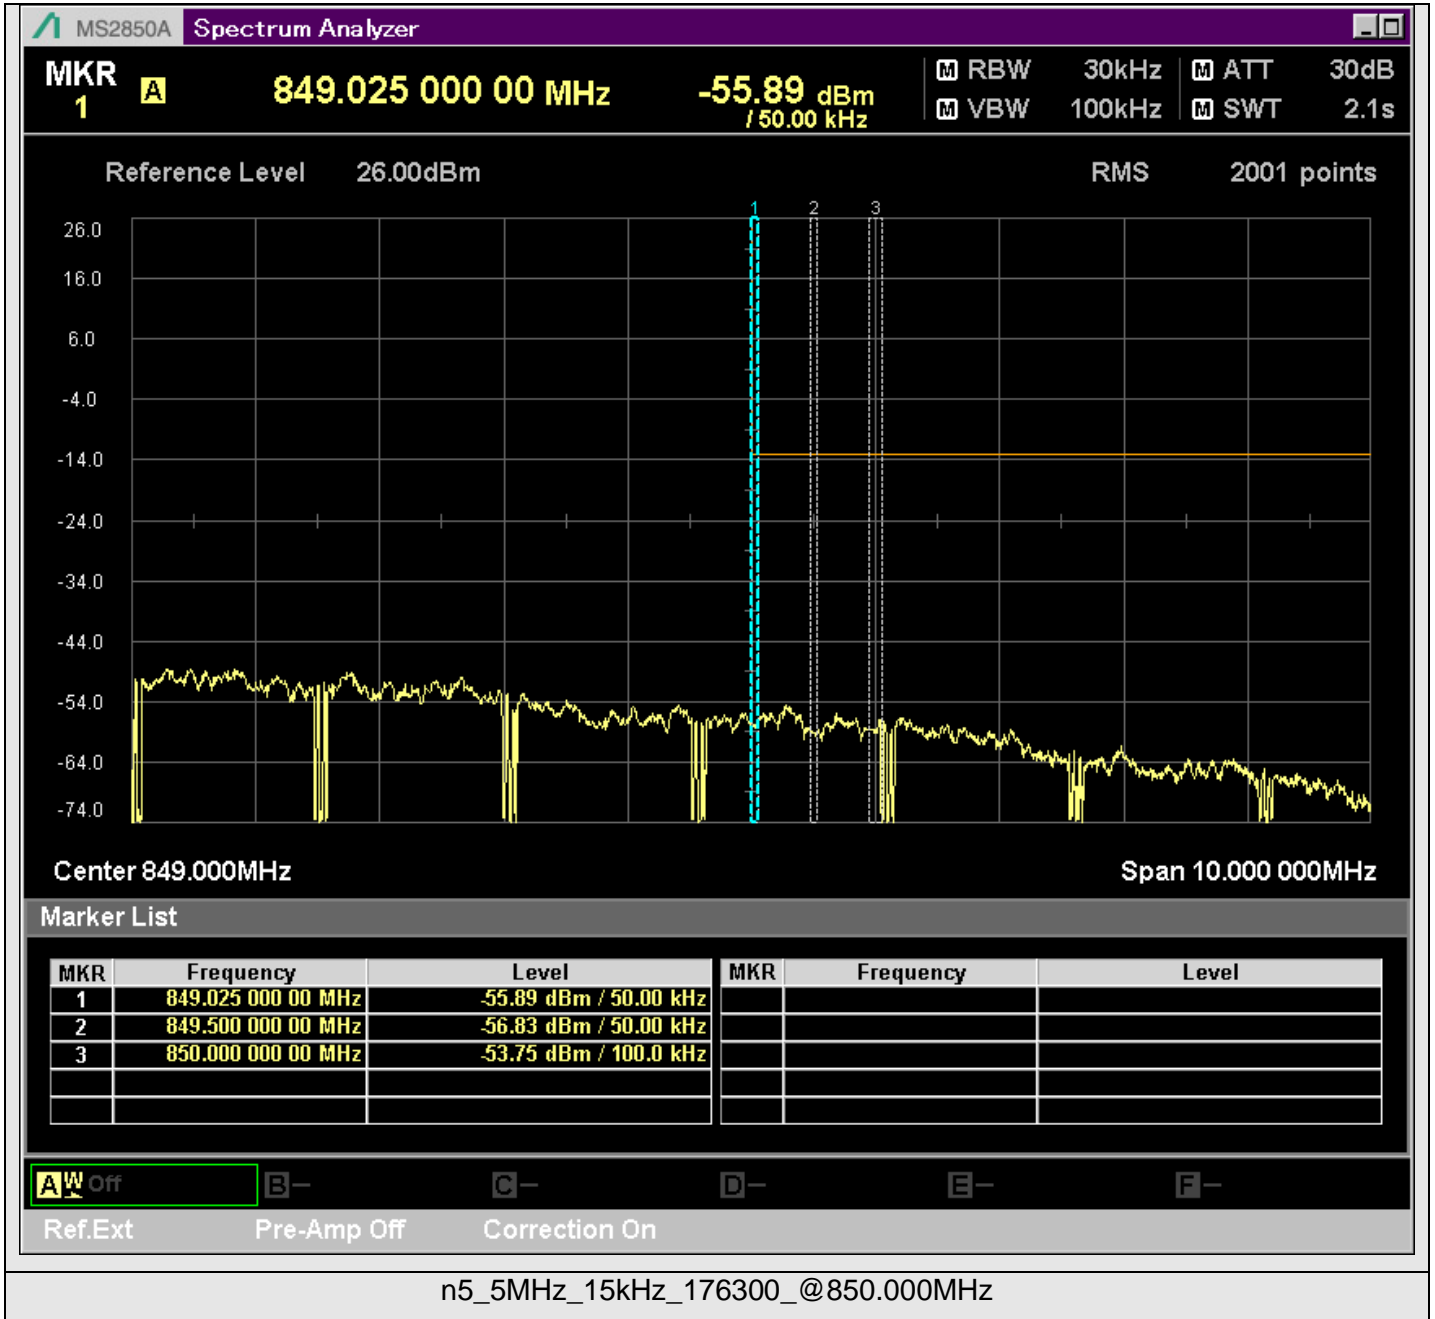 MS2850A Spectrum Analyzer
MKR 1 A 849.025 000 00 MHz -55.89 dBm / 50.00 kHz
M RBW 30kHz M ATT 30dB
M VBW 100kHz M SWT 2.1s
Reference Level 26.00dBm RMS 2001 points
1 2 3
26.0
16.0
6.0
-4.0
-14.0
-24.0
-34.0
-44.0
-54.0
-64.0
-74.0
Center 849.000MHz Span 10.000 000MHz
Marker List
MKR Frequency Level MKR Frequency Level
1 849.025 000 00 MHz -55.89 dBm / 50.00 kHz
2 849.500 000 00 MHz -56.83 dBm / 50.00 kHz
3 850.000 000 00 MHz -53.75 dBm / 100.0 kHz
A W Off B - C - D - E - F -
Ref.Ext Pre-Amp Off Correction On
n5_5MHz_15kHz_176300_@850.000MHz